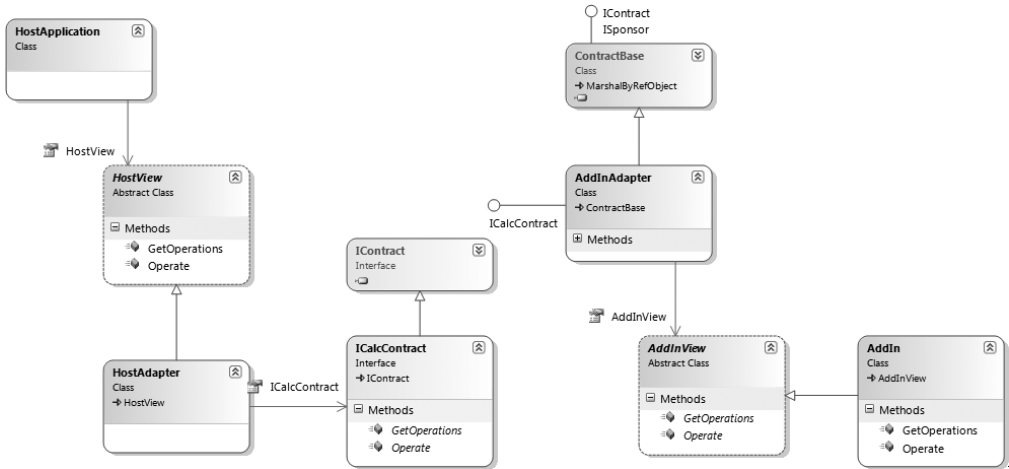 HostApplication
Class
HostView
HostView
Abstract Class
Methods
GetOperations
Operate
HostAdapter
Class
HostView
ICalcContract
IContract
Interface
ICalcContract
Interface
IContract
Methods
GetOperations
Operate
IContract
ISponsor
ContractBase
Class
MarshalByRefObject
ICalcContract
AddInAdapter
Class
ContractBase
Methods
AddInView
AddInView
Abstract Class
Methods
GetOperations
Operate
AddIn
Class
AddInView
Methods
GetOperations
Operate